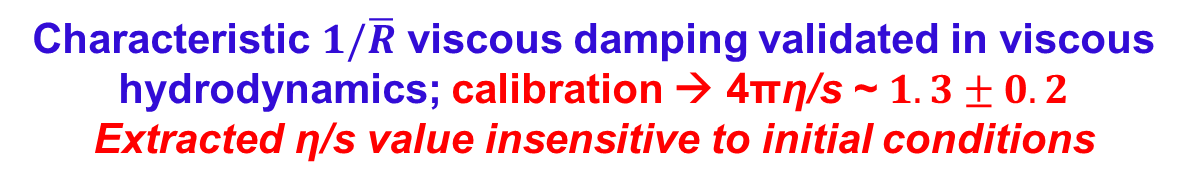 Characteristic 1/R̅ viscous damping validated in viscous
hydrodynamics; calibration → 4πη/s ~ 1.3 ± 0.2
Extracted η/s value insensitive to initial conditions